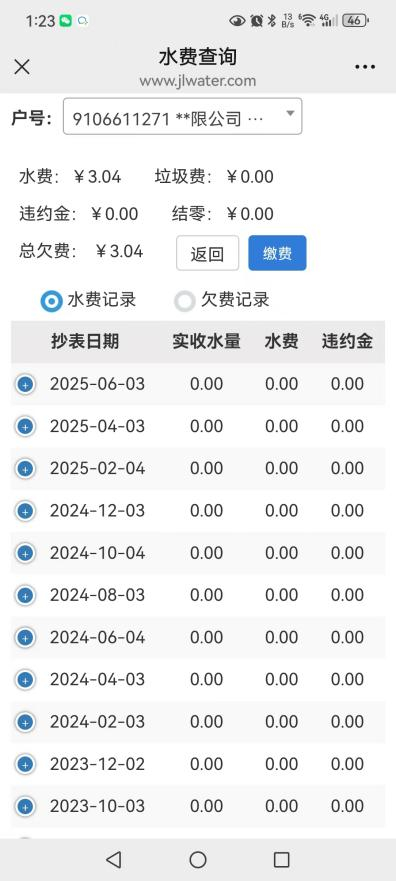 1:23 13 B/s 6 4G 46
水费查询
www.jlwater.com
户号: 9106611271 **限公司 ···
水费: ￥3.04 垃圾费: ￥0.00
违约金: ￥0.00 结零: ￥0.00
总欠费: ￥3.04 返回 缴费
水费记录 欠费记录
抄表日期 实收水量 水费 违约金
2025-06-03 0.00 0.00 0.00
2025-04-03 0.00 0.00 0.00
2025-02-04 0.00 0.00 0.00
2024-12-03 0.00 0.00 0.00
2024-10-04 0.00 0.00 0.00
2024-08-03 0.00 0.00 0.00
2024-06-04 0.00 0.00 0.00
2024-04-03 0.00 0.00 0.00
2024-02-03 0.00 0.00 0.00
2023-12-02 0.00 0.00 0.00
2023-10-03 0.00 0.00 0.00